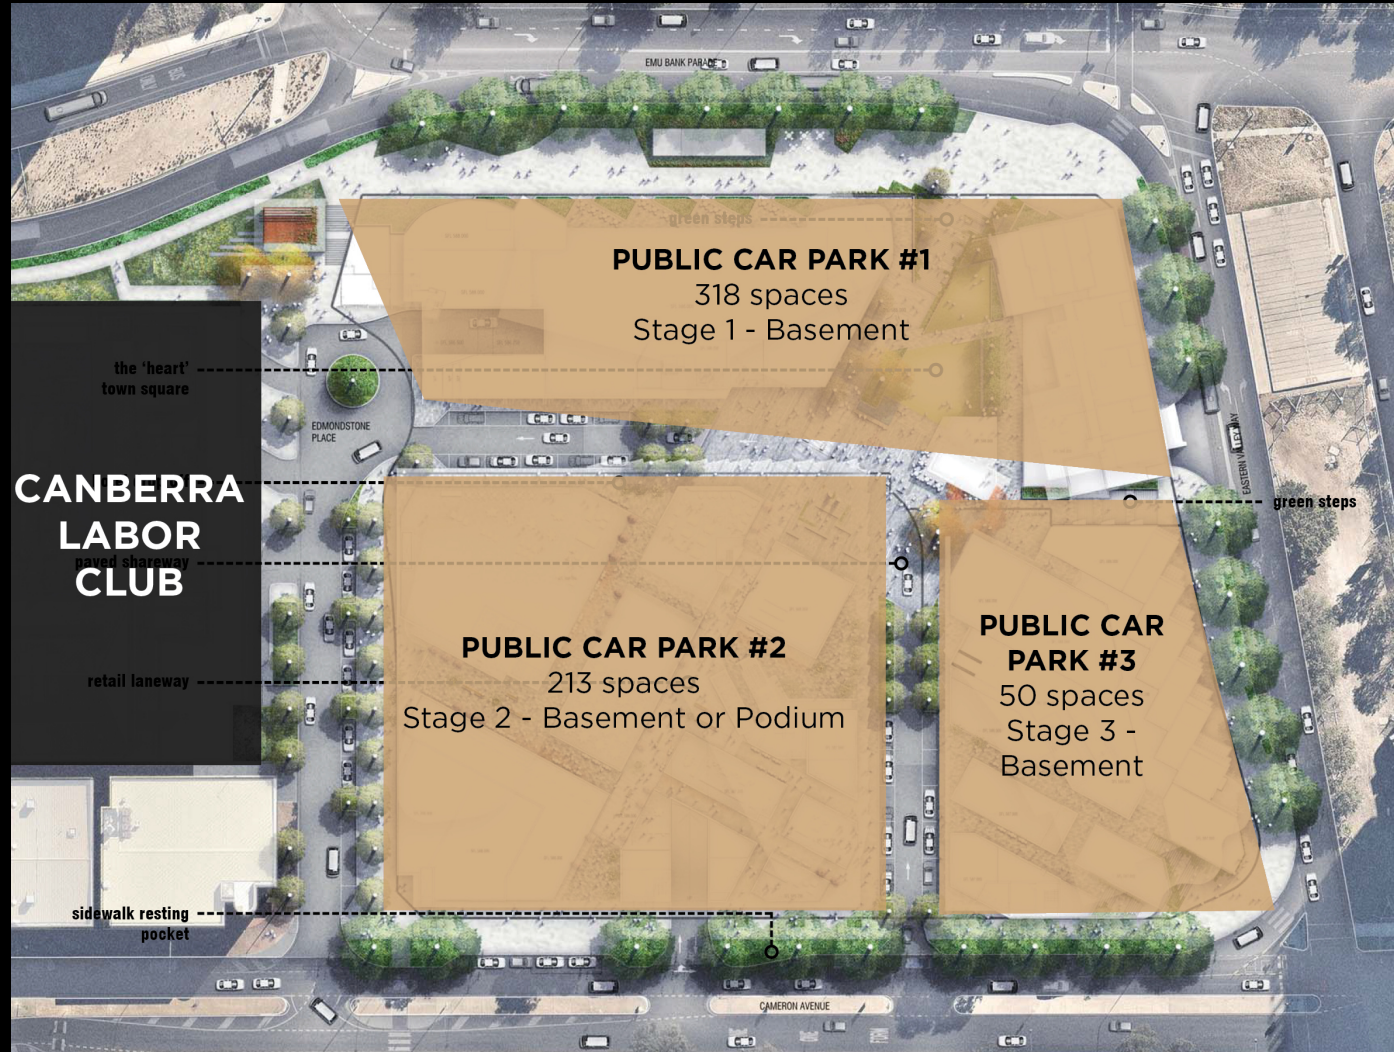 EMU BANK PARADE
green steps
PUBLIC CAR PARK #1
318 spaces
Stage 1 - Basement
the ‘heart’
town square
EDMONDSTONE
PLACE
CANBERRA
LABOR
CLUB
paved shareway
retail laneway
EASTERN VALLEY WAY
green steps
PUBLIC CAR PARK #2
213 spaces
Stage 2 - Basement or Podium
PUBLIC CAR
PARK #3
50 spaces
Stage 3 -
Basement
sidewalk resting
pocket
CAMERON AVENUE